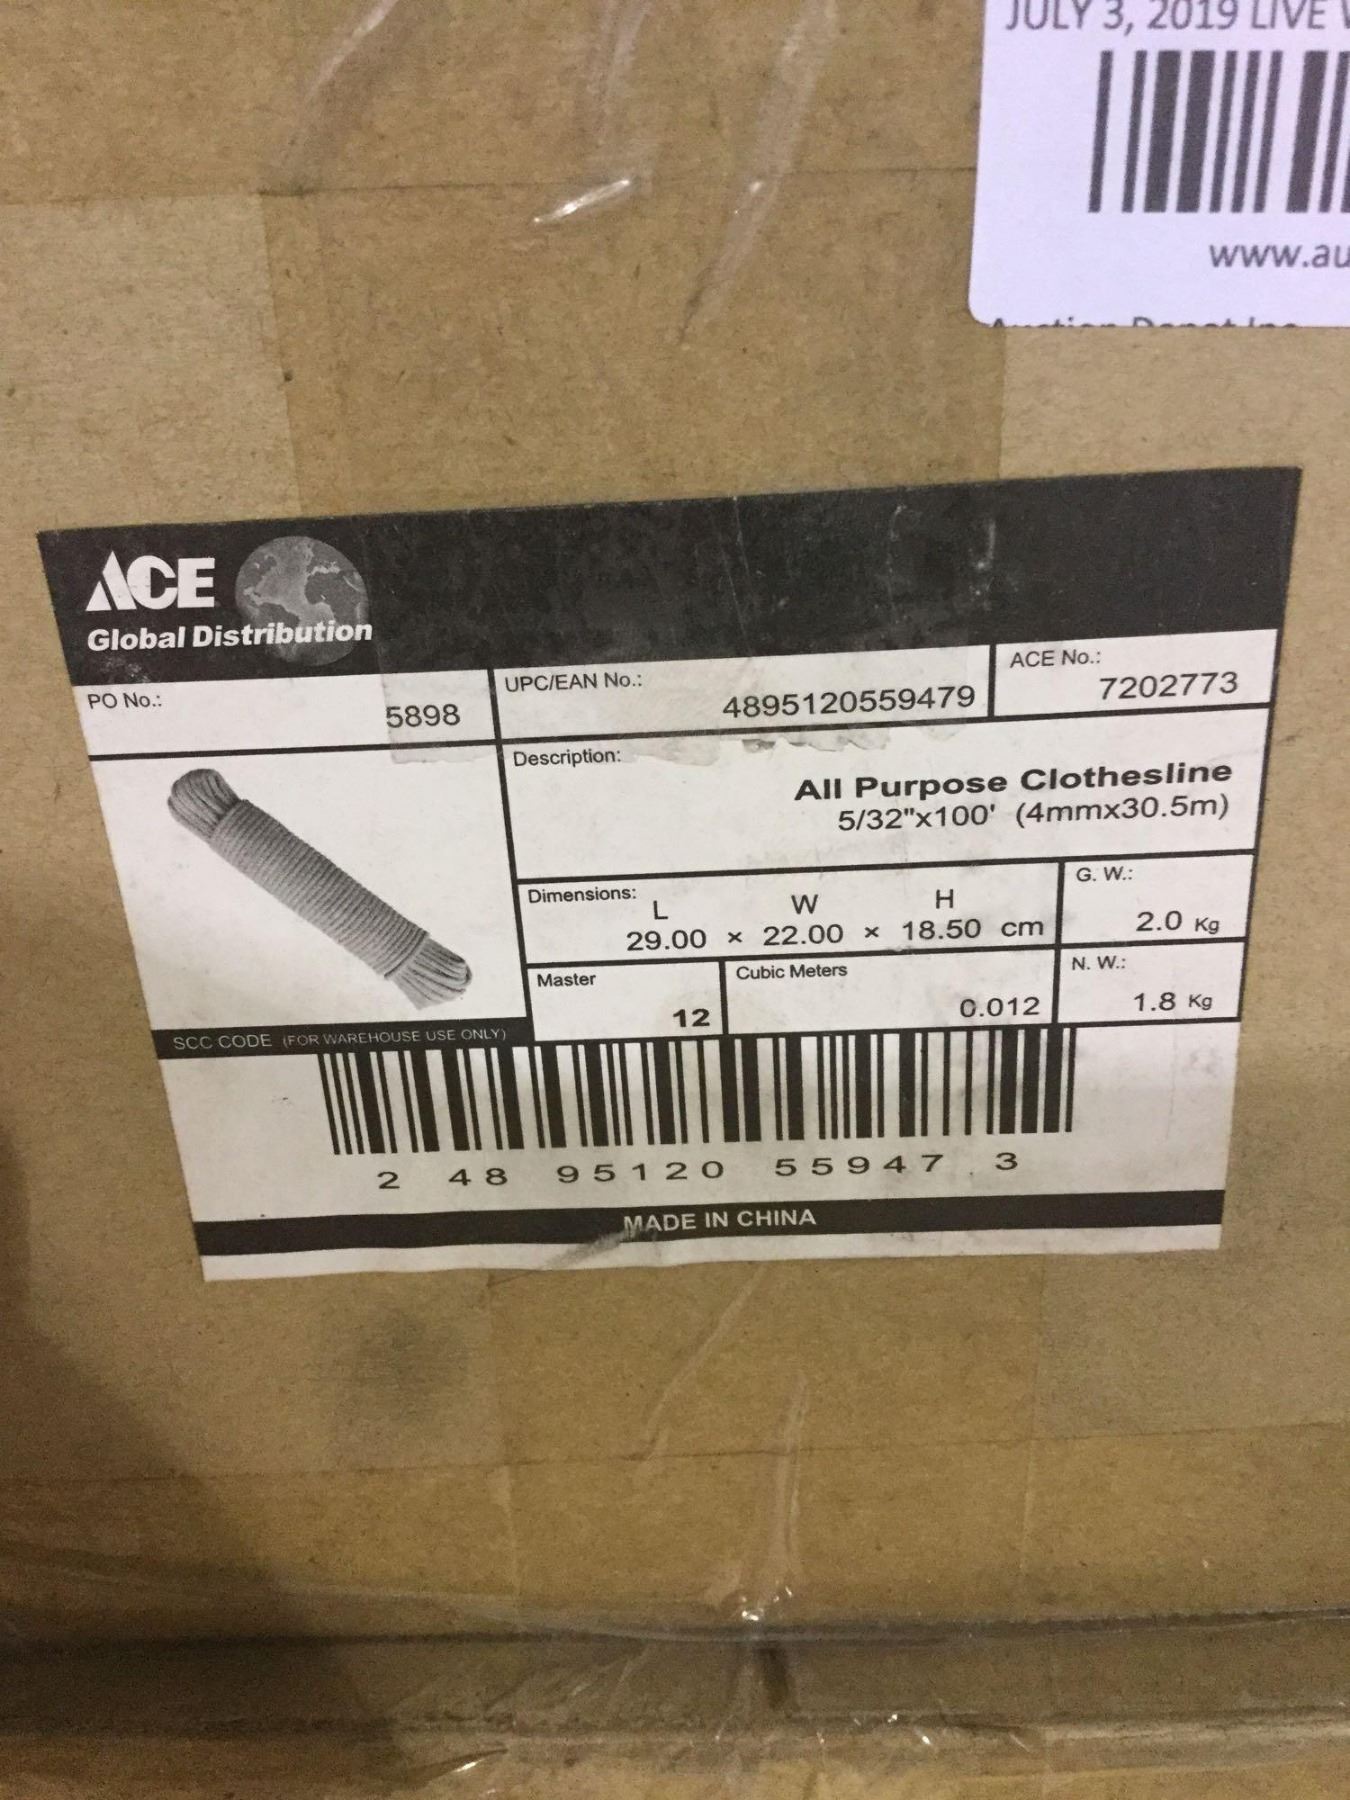 JULY 3, 2019 LIVE
www.au
ACE
Global Distribution
PO No.:
5898
UPC/EAN No.:
4895120559479
ACE No.:
7202773
Description:
All Purpose Clothesline
5/32"x100' (4mmx30.5m)
Dimensions:
L W H
29.00 × 22.00 × 18.50 cm
G. W.:
2.0 Kg
Master
12
Cubic Meters
0.012
N. W.:
1.8 Kg
SCC CODE (FOR WAREHOUSE USE ONLY)
2 48 95120 55947 3
MADE IN CHINA